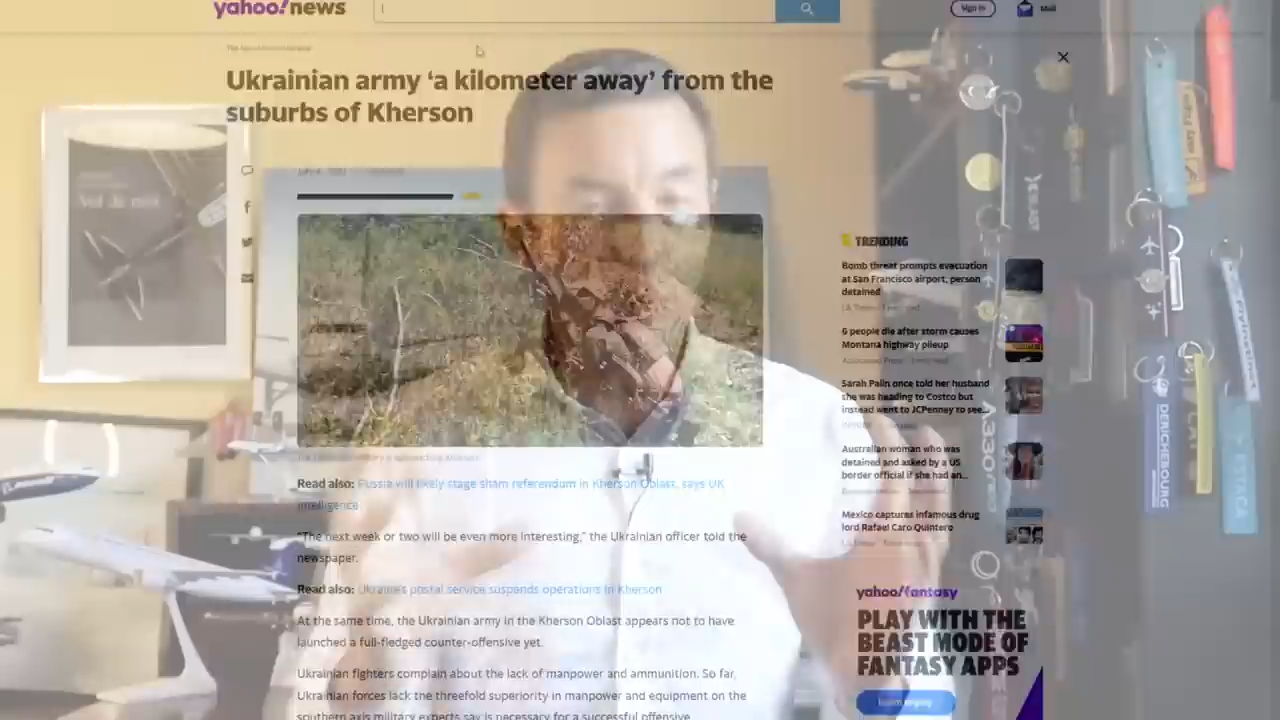 yahoo!news
Sign in
Mail
Ukrainian army ‘a kilometer away’ from the
suburbs of Kherson
Vol de nuit
TRENDING
Bomb threat prompts evacuation
at San Francisco airport, person
detained
6 people die after storm causes
Montana highway pileup
Sarah Palin once told her husband
she was heading to Costco but
instead went to JCPenney to see...
Australian woman who was
detained and asked by a US
border official if she had an...
Mexico captures infamous drug
lord Rafael Caro Quintero
Read also: Russia will likely stage sham referendum in Kherson Oblast, says UK
intelligence
“The next week or two will be even more interesting,” the Ukrainian officer told the
newspaper.
Read also: Ukraine's postal service suspends operations in Kherson
At the same time, the Ukrainian army in the Kherson Oblast appears not to have
launched a full-fledged counter-offensive yet.
Ukrainian fighters complain about the lack of manpower and ammunition. So far,
Ukrainian forces lack the threefold superiority in manpower and equipment on the
southern axis military experts say is necessary for a successful offensive.
yahoo!fantasy
PLAY WITH THE
BEAST MODE OF
FANTASY APPS
A330neo
DERICHEBOURG